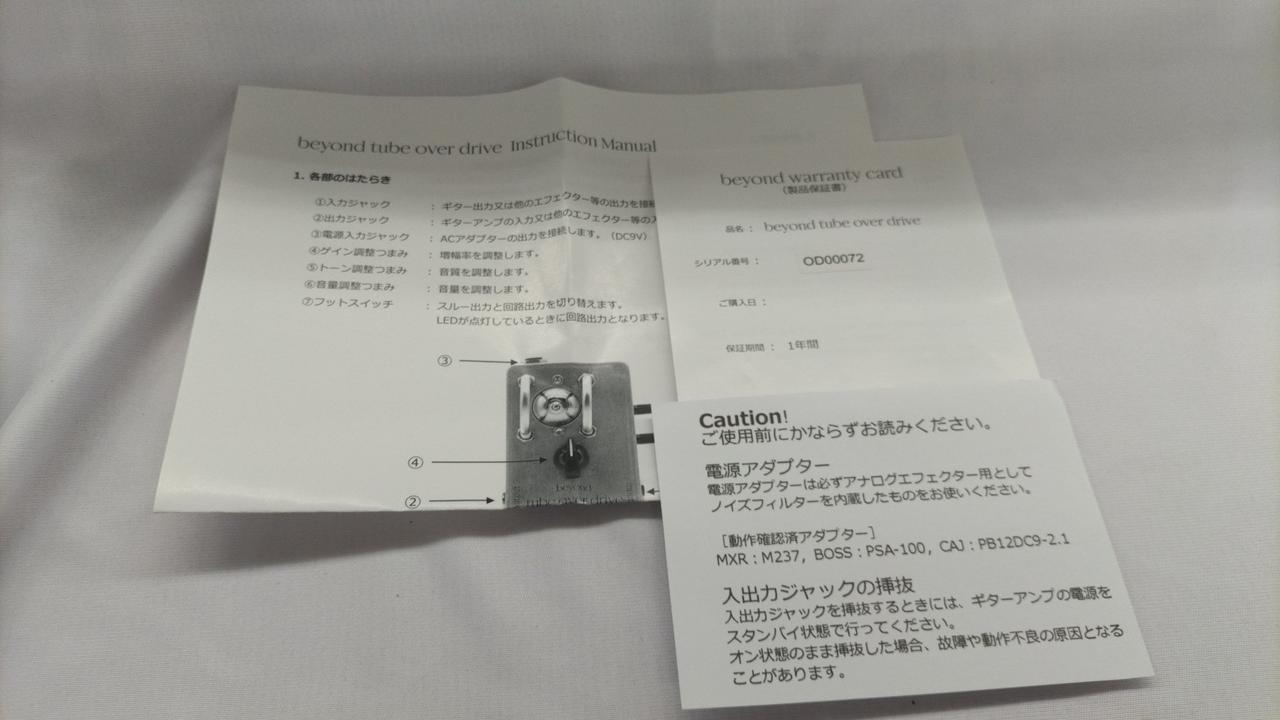 beyond tube over drive Instruction Manual
1. 各部のはたらき
①入力ジャック : ギター出力又は他のエフェクター等の出力を接続
②出力ジャック : ギターアンプの入力又は他のエフェクター等の入
③電源入力ジャック : ACアダプターの出力を接続します。(DC9V)
④ゲイン調整つまみ : 増幅率を調整します。
⑤トーン調整つまみ : 音質を調整します。
⑥音量調整つまみ : 音量を調整します。
⑦フットスイッチ : スルー出力と回路出力を切り替えます。
LEDが点灯しているときに回路出力となります。
③
④
②
beyond
tube over drive
beyond warranty card
(製品保証書)
品名 : beyond tube over drive
シリアル番号 : OD00072
ご購入日 :
保証期間 : 1年間
Caution!
ご使用前にかならずお読みください。
電源アダプター
電源アダプターは必ずアナログエフェクター用として
ノイズフィルターを内蔵したものをお使いください。
[動作確認済アダプター]
MXR : M237, BOSS : PSA-100, CAJ : PB12DC9-2.1
入出力ジャックの挿抜
入出力ジャックを挿抜するときには、ギターアンプの電源を
スタンバイ状態で行ってください。
オン状態のまま挿抜した場合、故障や動作不良の原因となる
ことがあります。